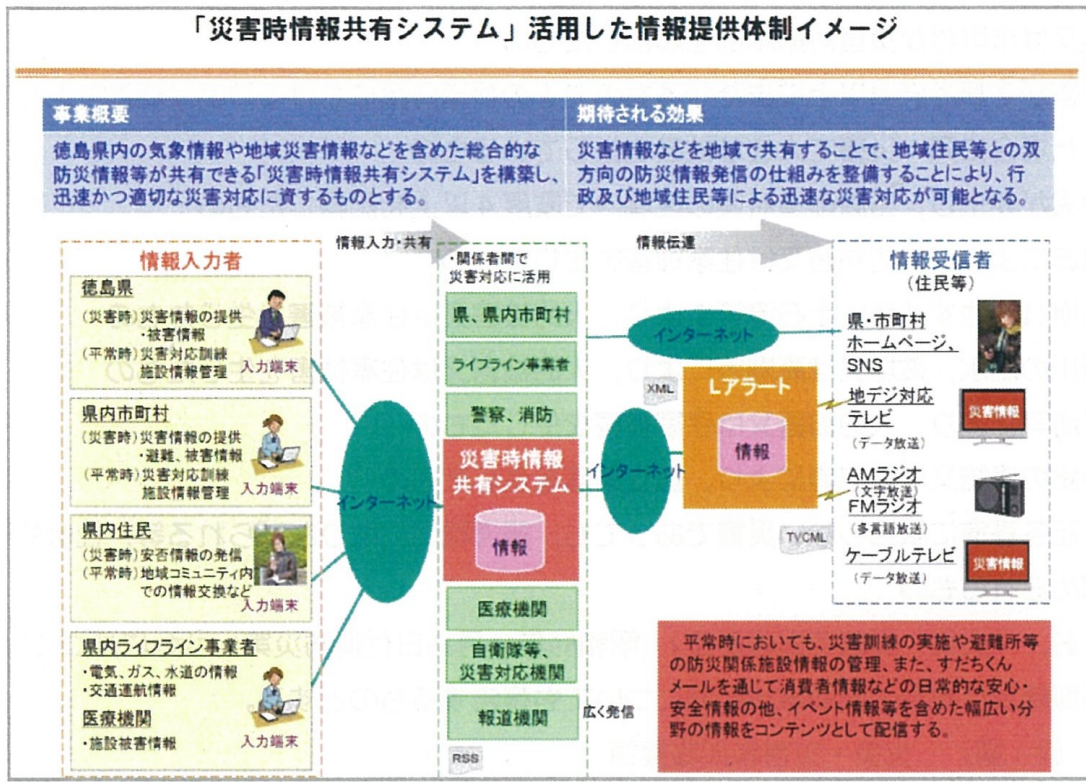 「災害時情報共有システム」活用した情報提供体制イメージ
事業概要
徳島県内の気象情報や地域災害情報などを含めた総合的な
防災情報等が共有できる「災害時情報共有システム」を構築し、
迅速かつ適切な災害対応に資するものとする。
期待される効果
災害情報などを地域で共有することで、地域住民等との双
方向の防災情報発信の仕組みを整備することにより、行
政及び地域住民等による迅速な災害対応が可能となる。
情報入力・共有
情報伝達
情報入力者
徳島県
(災害時)災害情報の提供
・被害情報
(平常時)災害対応訓練
施設情報管理
入力端末
県内市町村
(災害時)災害情報の提供
・避難、被害情報
(平常時)災害対応訓練
施設情報管理
入力端末
県内住民
(災害時)安否情報の発信
(平常時)地域コミュニティ内
での情報交換など
入力端末
県内ライフライン事業者
・電気、ガス、水道の情報
・交通運航情報
医療機関
・施設被害情報
入力端末
インターネット
・関係者間で
災害対応に活用
県、県内市町村
ライフライン事業者
警察、消防
災害時情報
共有システム
情報
医療機関
自衛隊等、
災害対応機関
報道機関
広く発信
RSS
インターネット
インターネット
XML
Lアラート
情報
TVCML
情報受信者
(住民等)
県・市町村
ホームページ、
SNS
地デジ対応
テレビ
(データ放送)
災害情報
AMラジオ
(文字放送)
FMラジオ
(多言語放送)
ケーブルテレビ
(データ放送)
災害情報
平常時においても、災害訓練の実施や避難所等
の防災関係施設情報の管理、また、すだちくん
メールを通じて消費者情報などの日常的な安心・
安全情報の他、イベント情報等を含めた幅広い分
野の情報をコンテンツとして配信する。